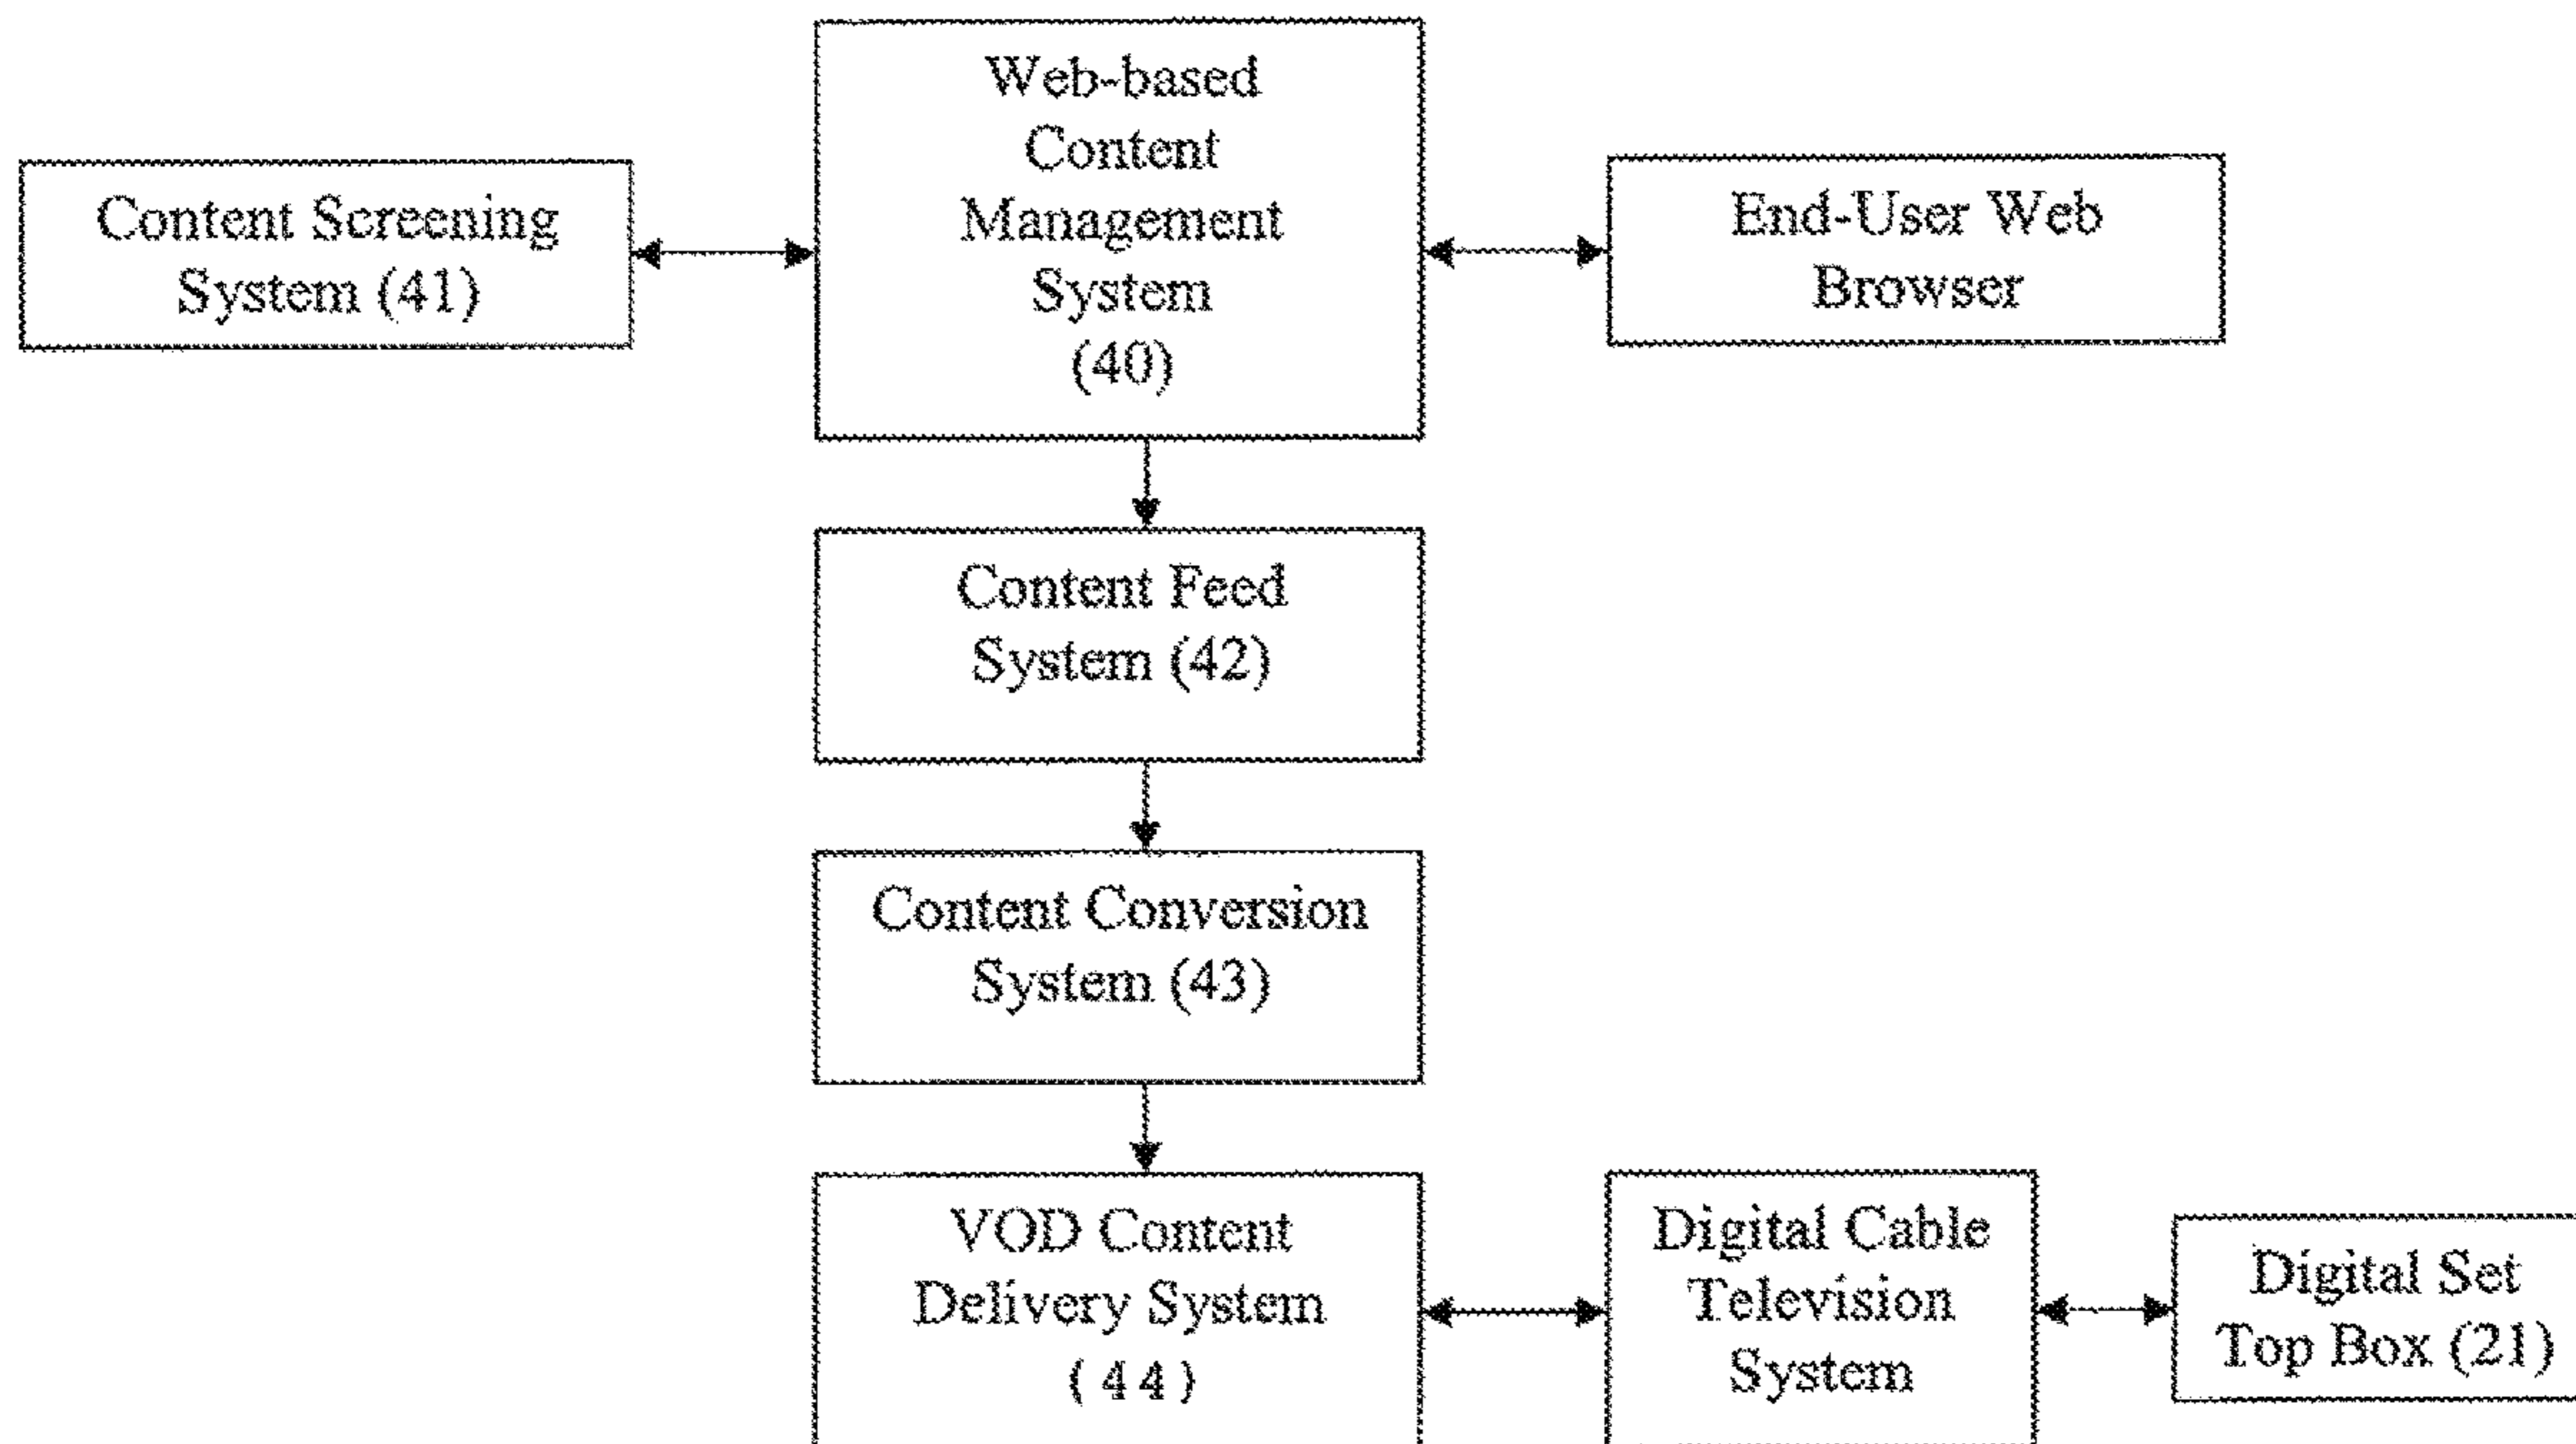 Web-based
Content
Management
System
(40)
Content Screening
System (41)
End-User Web
Browser
Content Feed
System (42)
Content Conversion
System (43)
VOD Content
Delivery System
(44)
Digital Cable
Television
System
Digital Set
Top Box (21)